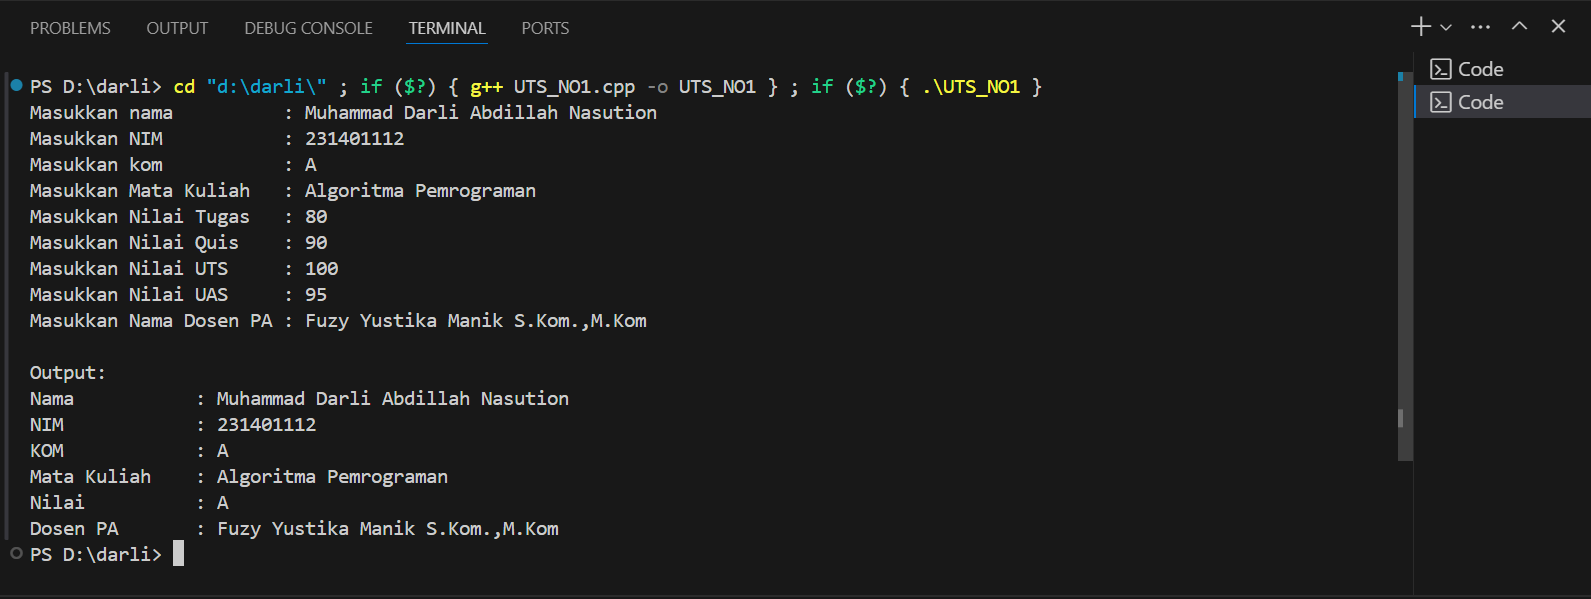 PROBLEMS OUTPUT DEBUG CONSOLE TERMINAL PORTS
PS D:\darli> cd "d:\darli\" ; if ($?) { g++ UTS_NO1.cpp -o UTS_NO1 } ; if ($?) { .\UTS_NO1 }
Masukkan nama : Muhammad Darli Abdillah Nasution
Masukkan NIM : 231401112
Masukkan kom : A
Masukkan Mata Kuliah : Algoritma Pemrograman
Masukkan Nilai Tugas : 80
Masukkan Nilai Quis : 90
Masukkan Nilai UTS : 100
Masukkan Nilai UAS : 95
Masukkan Nama Dosen PA : Fuzy Yustika Manik S.Kom.,M.Kom

Output:
Nama : Muhammad Darli Abdillah Nasution
NIM : 231401112
KOM : A
Mata Kuliah : Algoritma Pemrograman
Nilai : A
Dosen PA : Fuzy Yustika Manik S.Kom.,M.Kom
PS D:\darli>
Code
Code